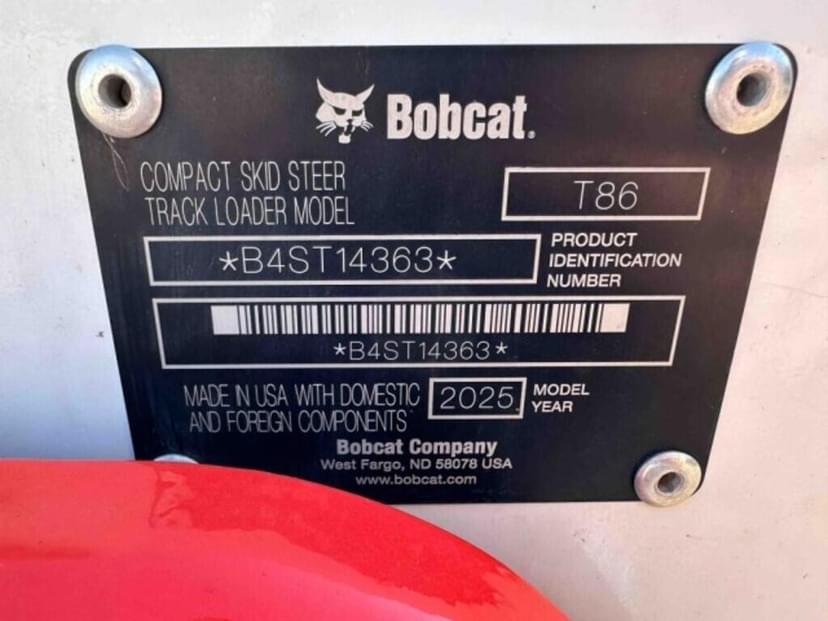 Bobcat.
COMPACT SKID STEER
TRACK LOADER MODEL
T86
*B4ST14363*
PRODUCT
IDENTIFICATION
NUMBER
*B4ST14363*
MADE IN USA WITH DOMESTIC
AND FOREIGN COMPONENTS
2025
MODEL
YEAR
Bobcat Company
West Fargo, ND 58078 USA
www.bobcat.com